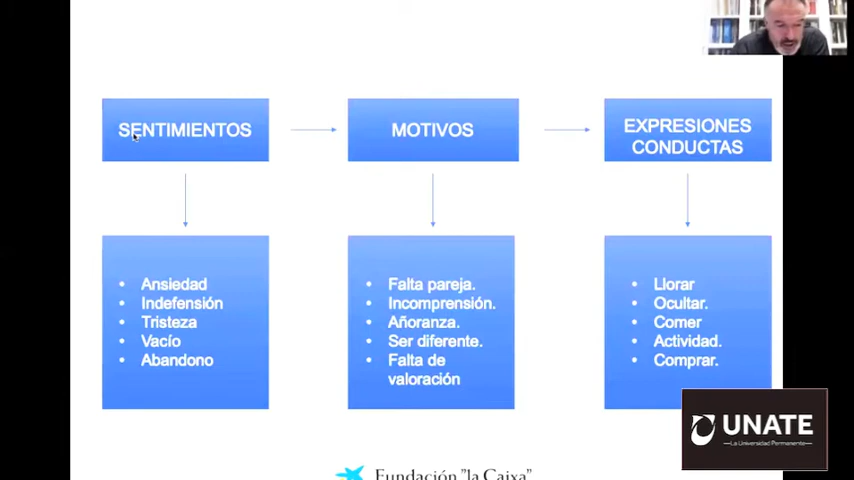 SENTIMIENTOS
MOTIVOS
EXPRESIONES
CONDUCTAS
• Ansiedad
• Indefensión
• Tristeza
• Vacío
• Abandono
• Falta pareja.
• Incomprensión.
• Añoranza.
• Ser diferente.
• Falta de
valoración
• Llorar
• Ocultar.
• Comer
• Actividad.
• Comprar.
UNATE
La Universidad Permanente
Fundación "la Caixa"